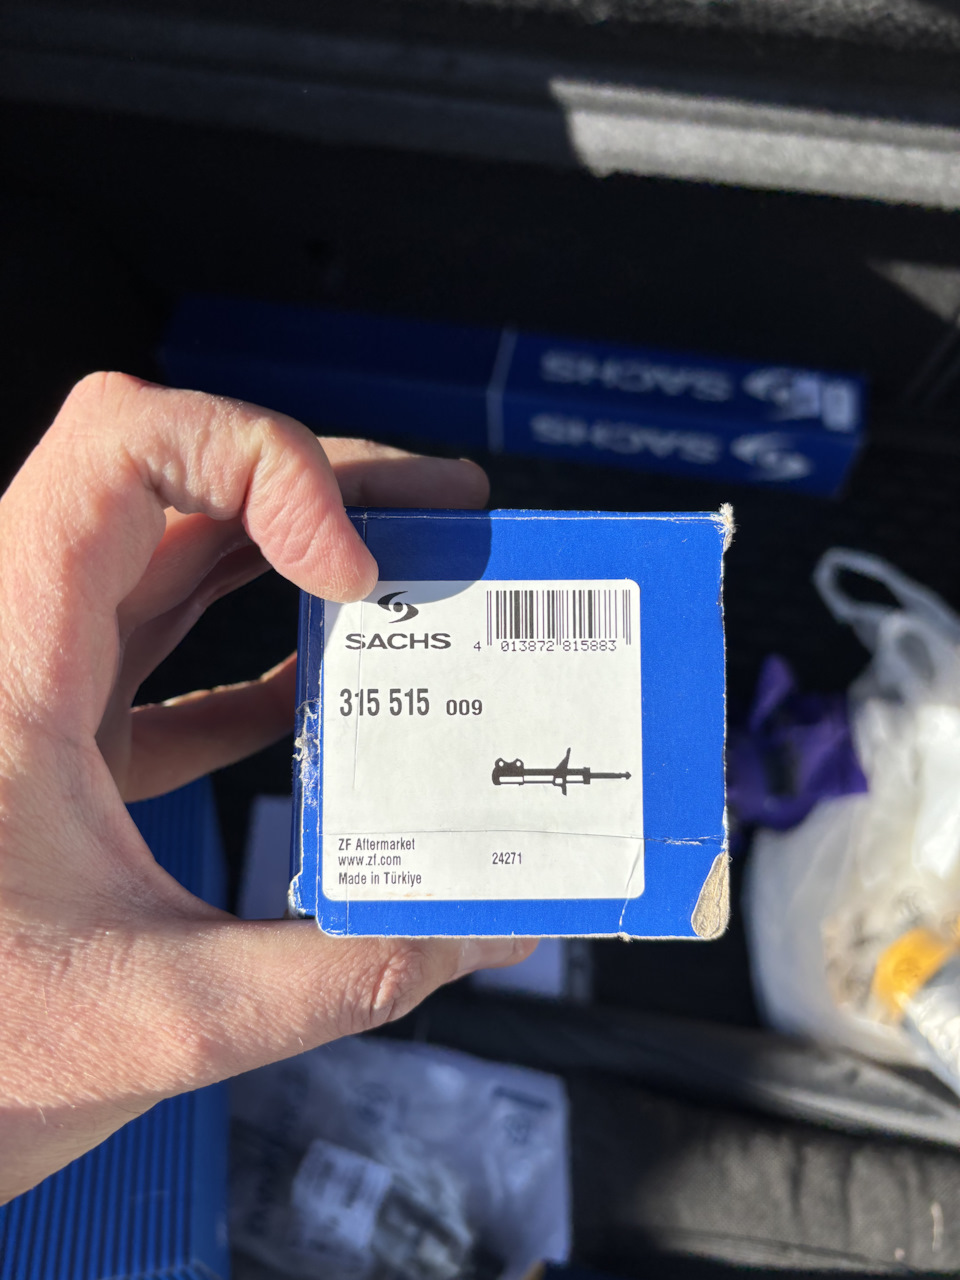 SACHS
SACHS
SACHS
4 013872 815883
315 515 009
ZF Aftermarket
www.zf.com
24271
Made in Türkiye